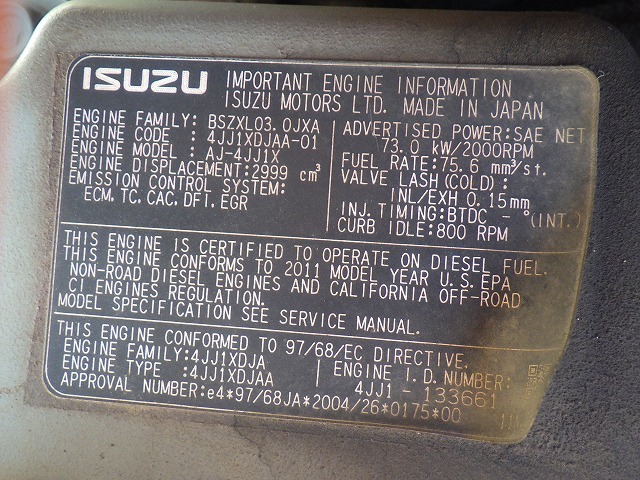 ISUZU IMPORTANT ENGINE INFORMATION
ISUZU MOTORS LTD. MADE IN JAPAN
ENGINE FAMILY: BSZXL03.0JXA
ENGINE CODE : 4JJ1XDJAA-01
ENGINE MODEL : AJ-4JJ1X
ENGINE DISPLACEMENT:2999 cm³
EMISSION CONTROL SYSTEM:
ECM, TC, CAC, DFI, EGR
ADVERTISED POWER:SAE NET
73.0 kW/2000RPM
FUEL RATE:75.6 mm³/st.
VALVE LASH(COLD):
INL/EXH 0.15mm
INJ. TIMING:BTDC - ° (INT.)
CURB IDLE:800 RPM
THIS ENGINE IS CERTIFIED TO OPERATE ON DIESEL FUEL.
THIS ENGINE CONFORMS TO 2011 MODEL YEAR U.S. EPA
NON-ROAD DIESEL ENGINES AND CALIFORNIA OFF-ROAD
CI ENGINES REGULATION.
MODEL SPECIFICATION SEE SERVICE MANUAL.
THIS ENGINE CONFORMED TO 97/68/EC DIRECTIVE.
ENGINE FAMILY:4JJ1XDJA
ENGINE TYPE :4JJ1XDJAA
ENGINE I.D. NUMBER:
4JJ1 - 133661
APPROVAL NUMBER:e4*97/68JA*2004/26*0175*00